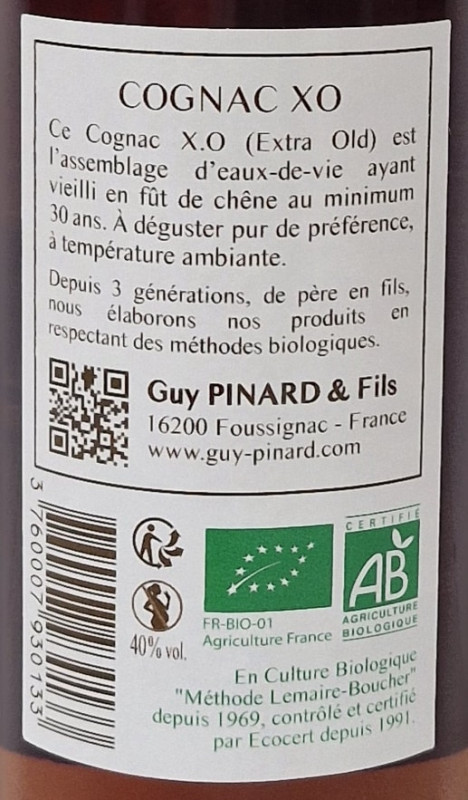 COGNAC XO
Ce Cognac X.O (Extra Old) est
l'assemblage d'eaux-de-vie ayant
vieilli en fût de chêne au minimum
30 ans. À déguster pur de préférence,
à température ambiante.
Depuis 3 générations, de père en fils,
nous élaborons nos produits en
respectant des méthodes biologiques.
Guy PINARD & Fils
16200 Foussignac - France
www.guy-pinard.com
3 760007 930133
40% vol.
FR-BIO-01
Agriculture France
CERTIFIÉ
AB
AGRICULTURE
BIOLOGIQUE
En Culture Biologique
"Méthode Lemaire-Boucher"
depuis 1969, contrôlé et certifié
par Ecocert depuis 1991.